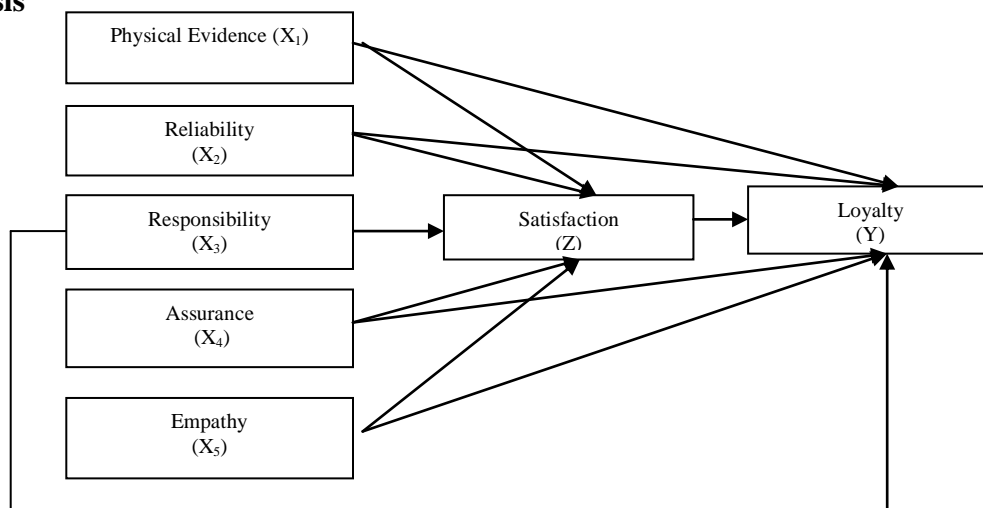 sis
Physical Evidence (X₁)
Reliability
(X₂)
Responsibility
(X₃)
Satisfaction
(Z)
Loyalty
(Y)
Assurance
(X₄)
Empathy
(X₅)